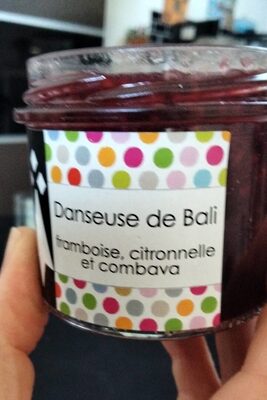 Danseuse de Bali
framboise, citronnelle
et combava